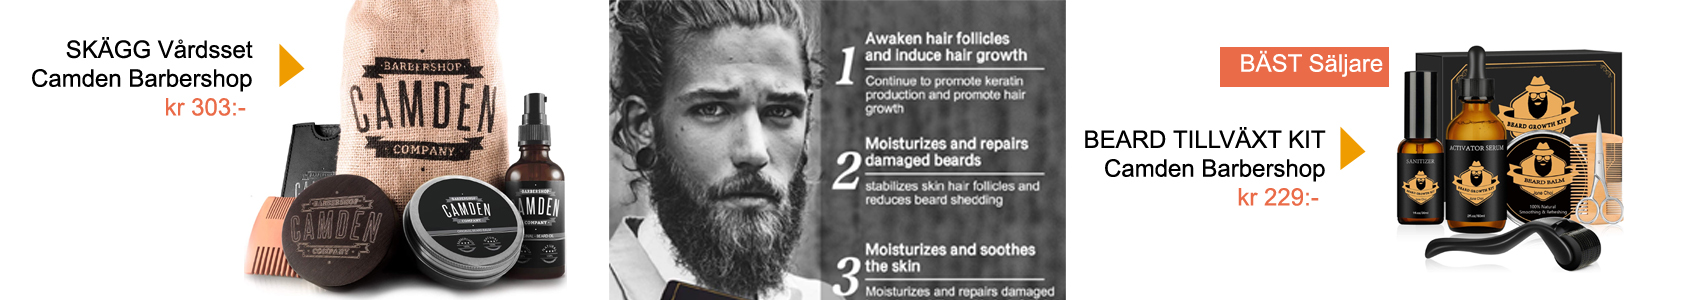 SKÄGG Vårdsset
Camden Barbershop
kr 303:-
BARBERSHOP
CAMDEN
COMPANY
BARBERSHOP
CAMDEN
COMPANY
BARBERSHOP
CAMDEN
BARBERSHOP
CAMDEN
COMPANY
1
Awaken hair follicles
and induce hair growth
Continue to promote keratin
production and promote hair
growth
2
Moisturizes and repairs
damaged beards
stabilizes skin hair follicles and
reduces beard shedding
3
Moisturizes and soothes
the skin
Moisturizes and repairs damaged
BÄST Säljare
BEARD TILLVÄXT KIT
Camden Barbershop
kr 229:-
BEARD GROWTH KIT
SANITIZER
ACTIVATOR SERUM
BEARD GROWTH KIT
BEARD BALM
100% Natural